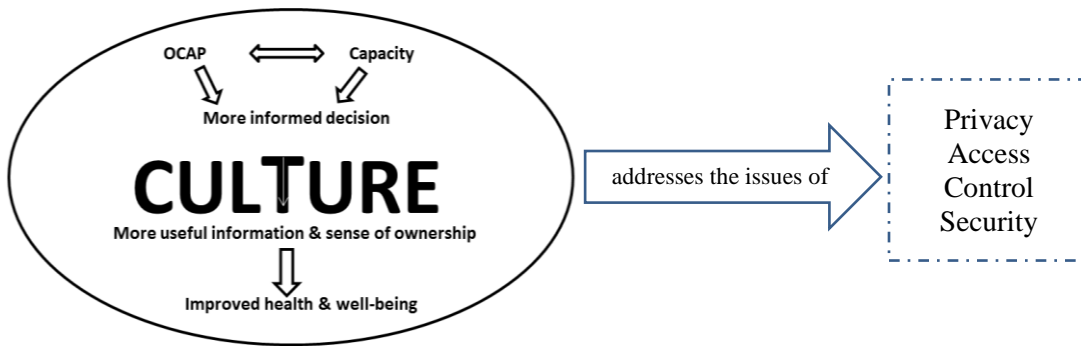 OCAP
Capacity
More informed decision
CULTURE
More useful information & sense of ownership
Improved health & well-being
addresses the issues of
Privacy
Access
Control
Security